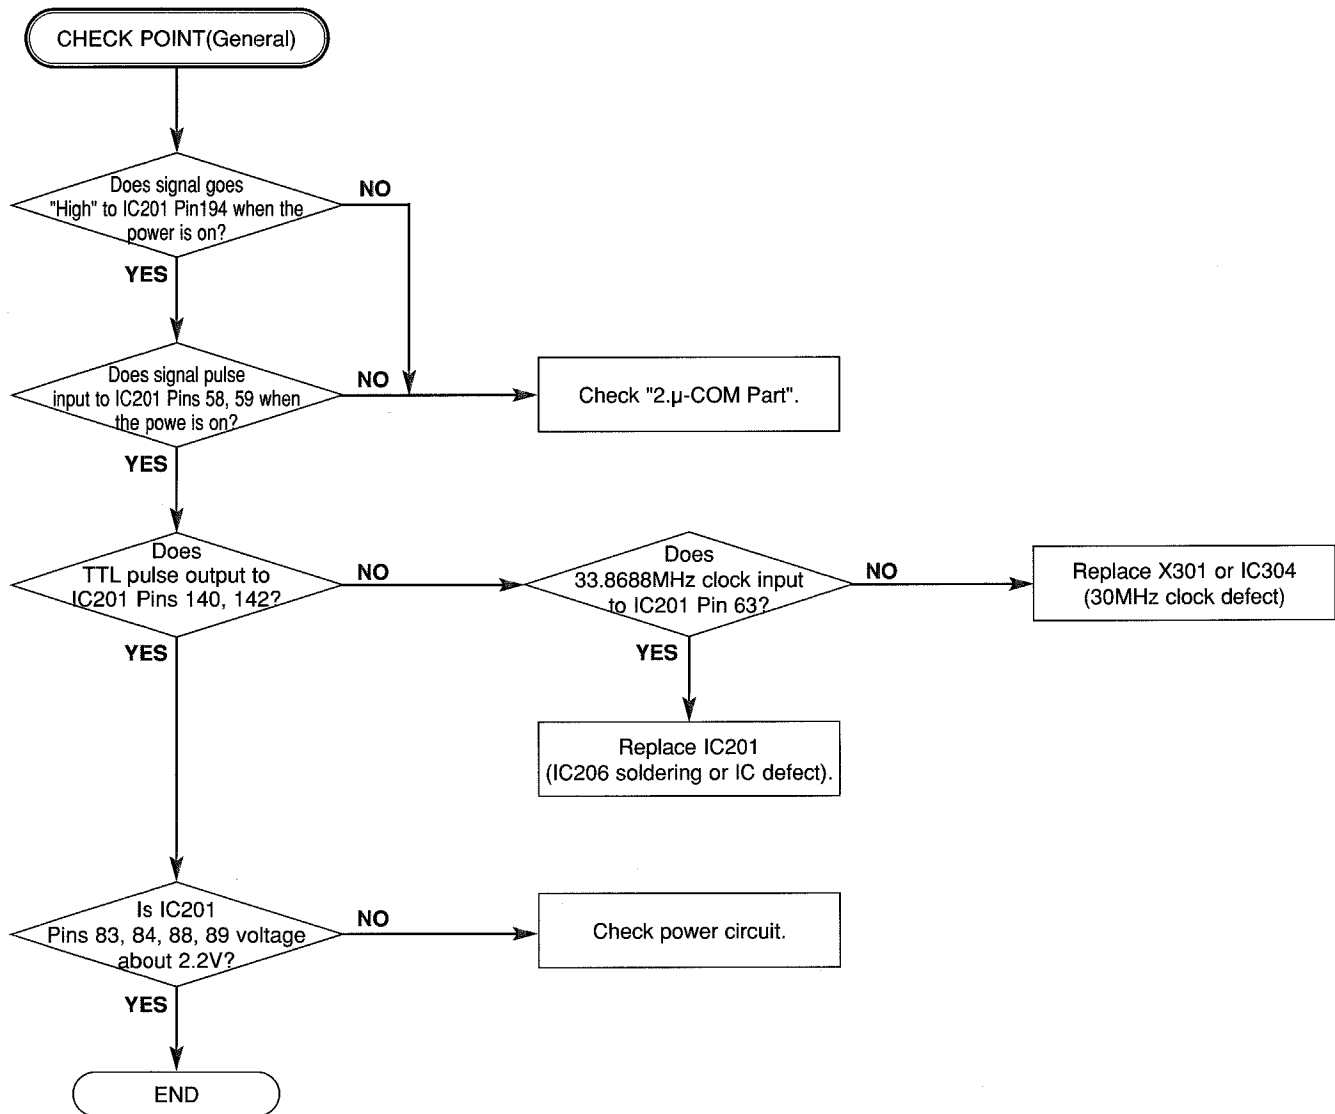 CHECK POINT(General)
Does signal goes
"High" to IC201 Pin194 when the
power is on?
NO
YES
Does signal pulse
input to IC201 Pins 58, 59 when
the powe is on?
NO
Check "2.µ-COM Part".
YES
Does
TTL pulse output to
IC201 Pins 140, 142?
NO
Does
33.8688MHz clock input
to IC201 Pin 63?
NO
Replace X301 or IC304
(30MHz clock defect)
YES
YES
Replace IC201
(IC206 soldering or IC defect).
Is IC201
Pins 83, 84, 88, 89 voltage
about 2.2V?
NO
Check power circuit.
YES
END